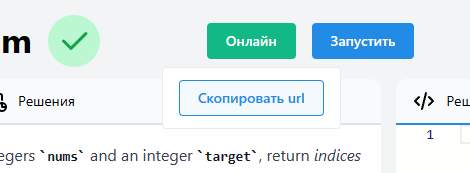 m
Онлайн
Запустить
Скопировать url
Решения
Реш
1
egers `nums` and an integer `target`, return indices